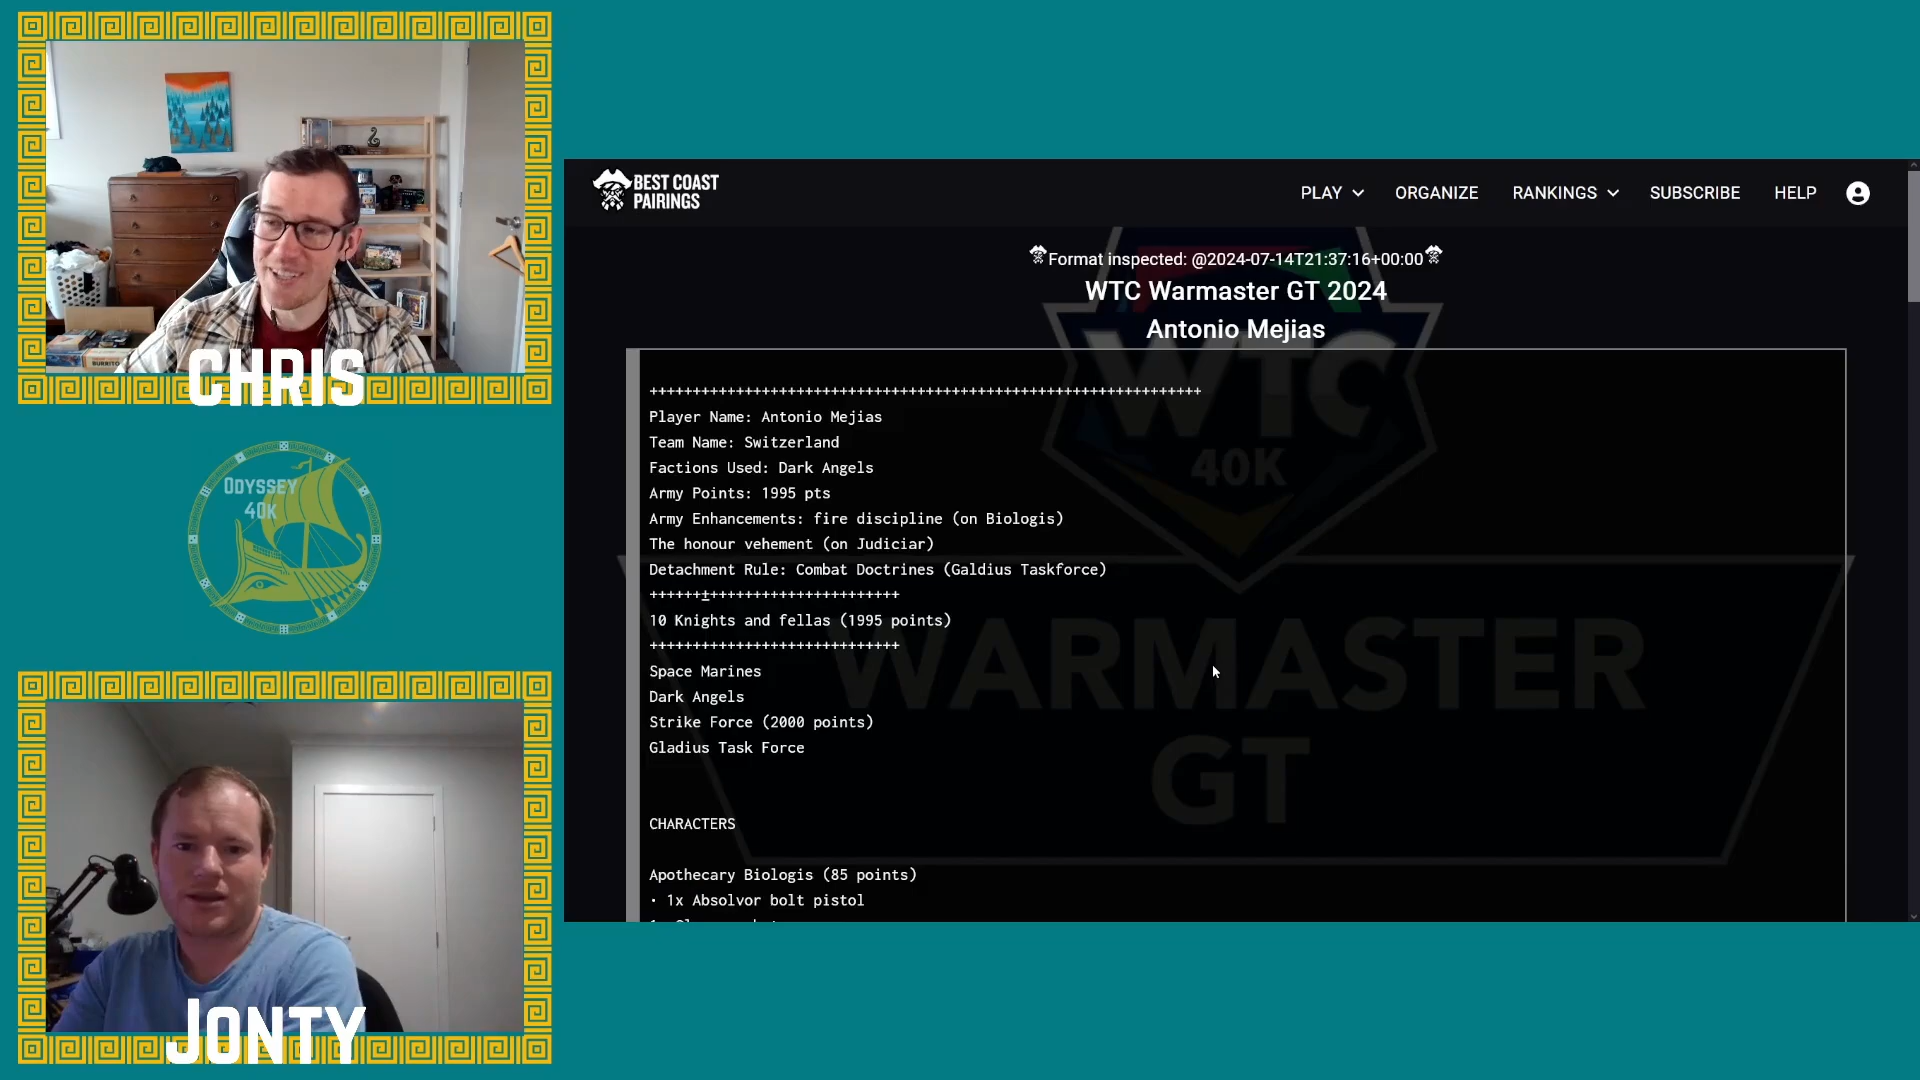 CHRIS
ODYSSEY
40K
JONTY
BEST COAST
PAIRINGS
PLAY
ORGANIZE
RANKINGS
SUBSCRIBE
HELP
Format inspected: @2024-07-14T21:37:16+00:00
WTC Warmaster GT 2024
Antonio Mejias
++++++++++++++++++++++++++++++++++++++++++++++++++++++++++++++++
Player Name: Antonio Mejias
Team Name: Switzerland
Factions Used: Dark Angels
Army Points: 1995 pts
Army Enhancements: fire discipline (on Biologis)
The honour vehement (on Judiciar)
Detachment Rule: Combat Doctrines (Galdius Taskforce)
++++++±++++++++++++++++++++++
10 Knights and fellas (1995 points)
+++++++++++++++++++++++++++++
Space Marines
Dark Angels
Strike Force (2000 points)
Gladius Task Force
CHARACTERS
Apothecary Biologis (85 points)
• 1x Absolvor bolt pistol
WTC
40K
WARMASTER
GT